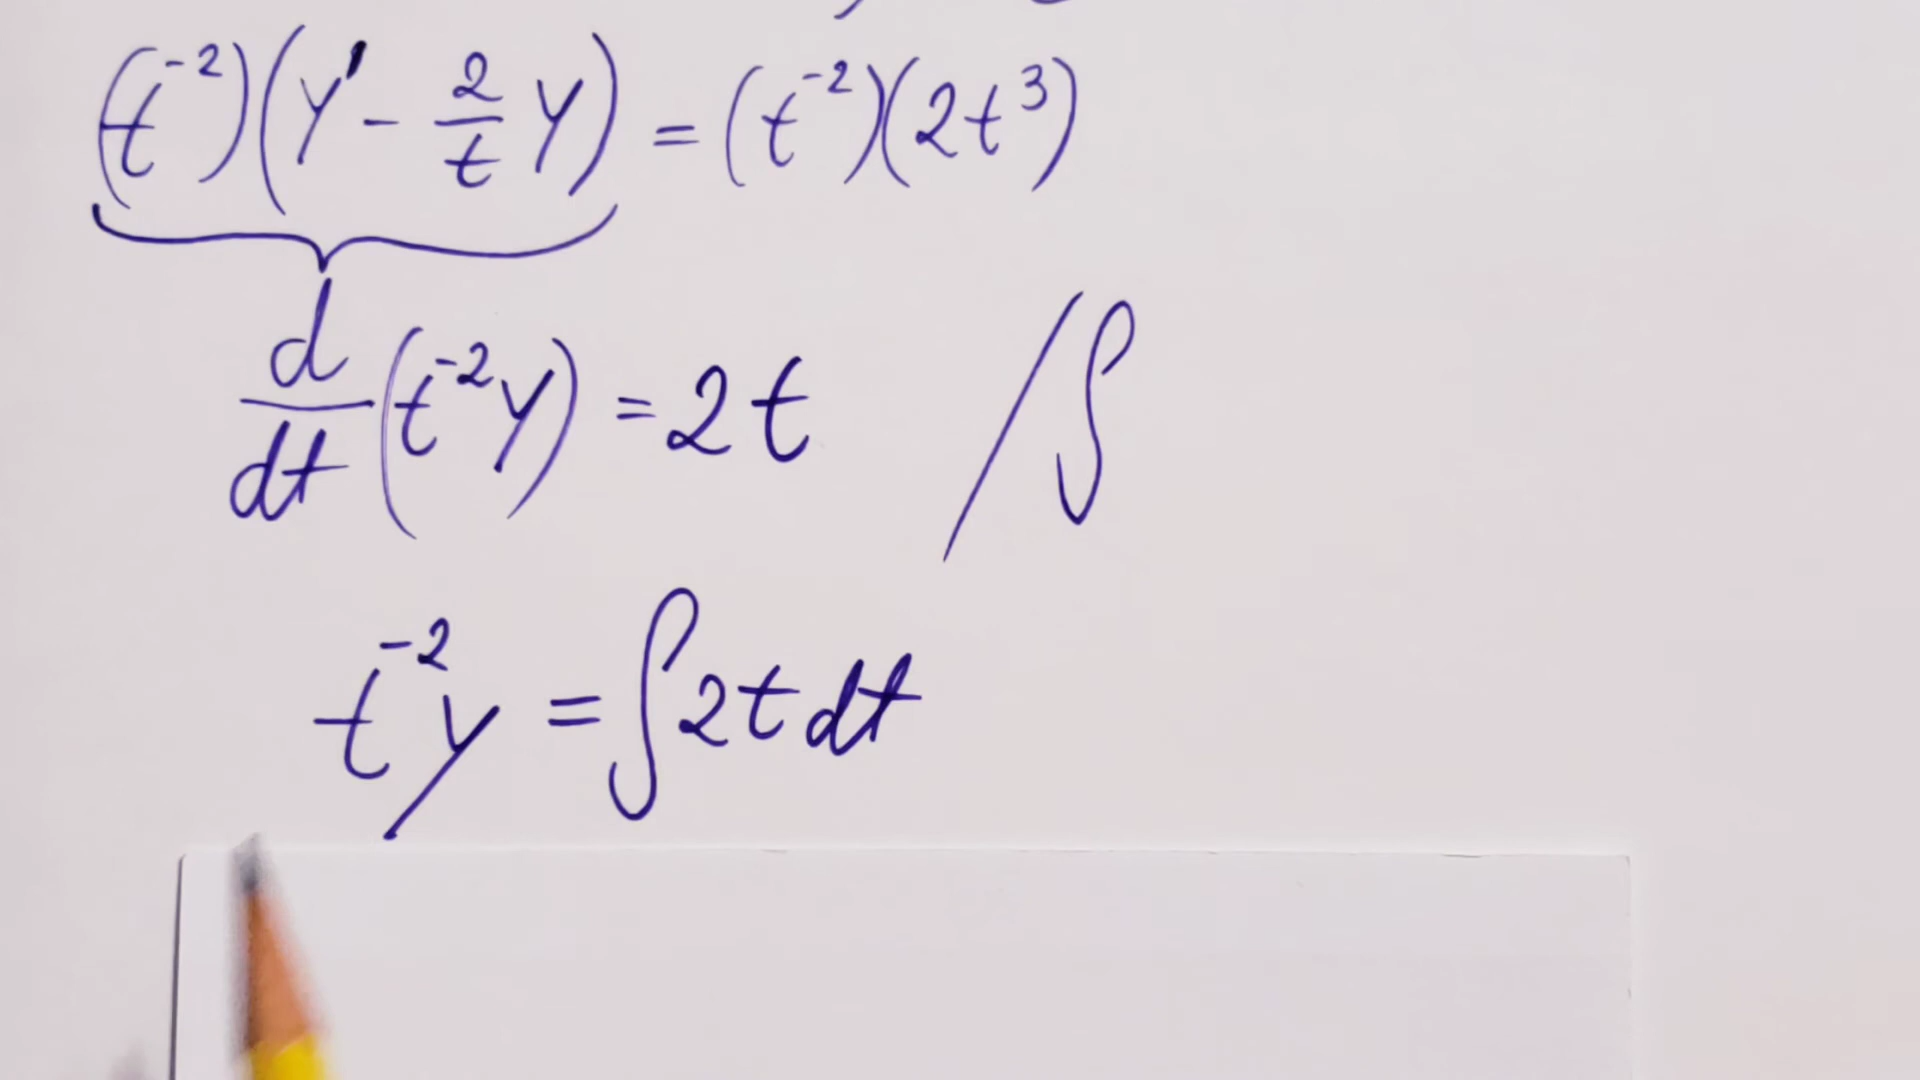 (t⁻²)(y' - 2/t y) = (t⁻²)(2t³)
d/dt (t⁻²y) = 2t /∫
t⁻²y = ∫2t dt